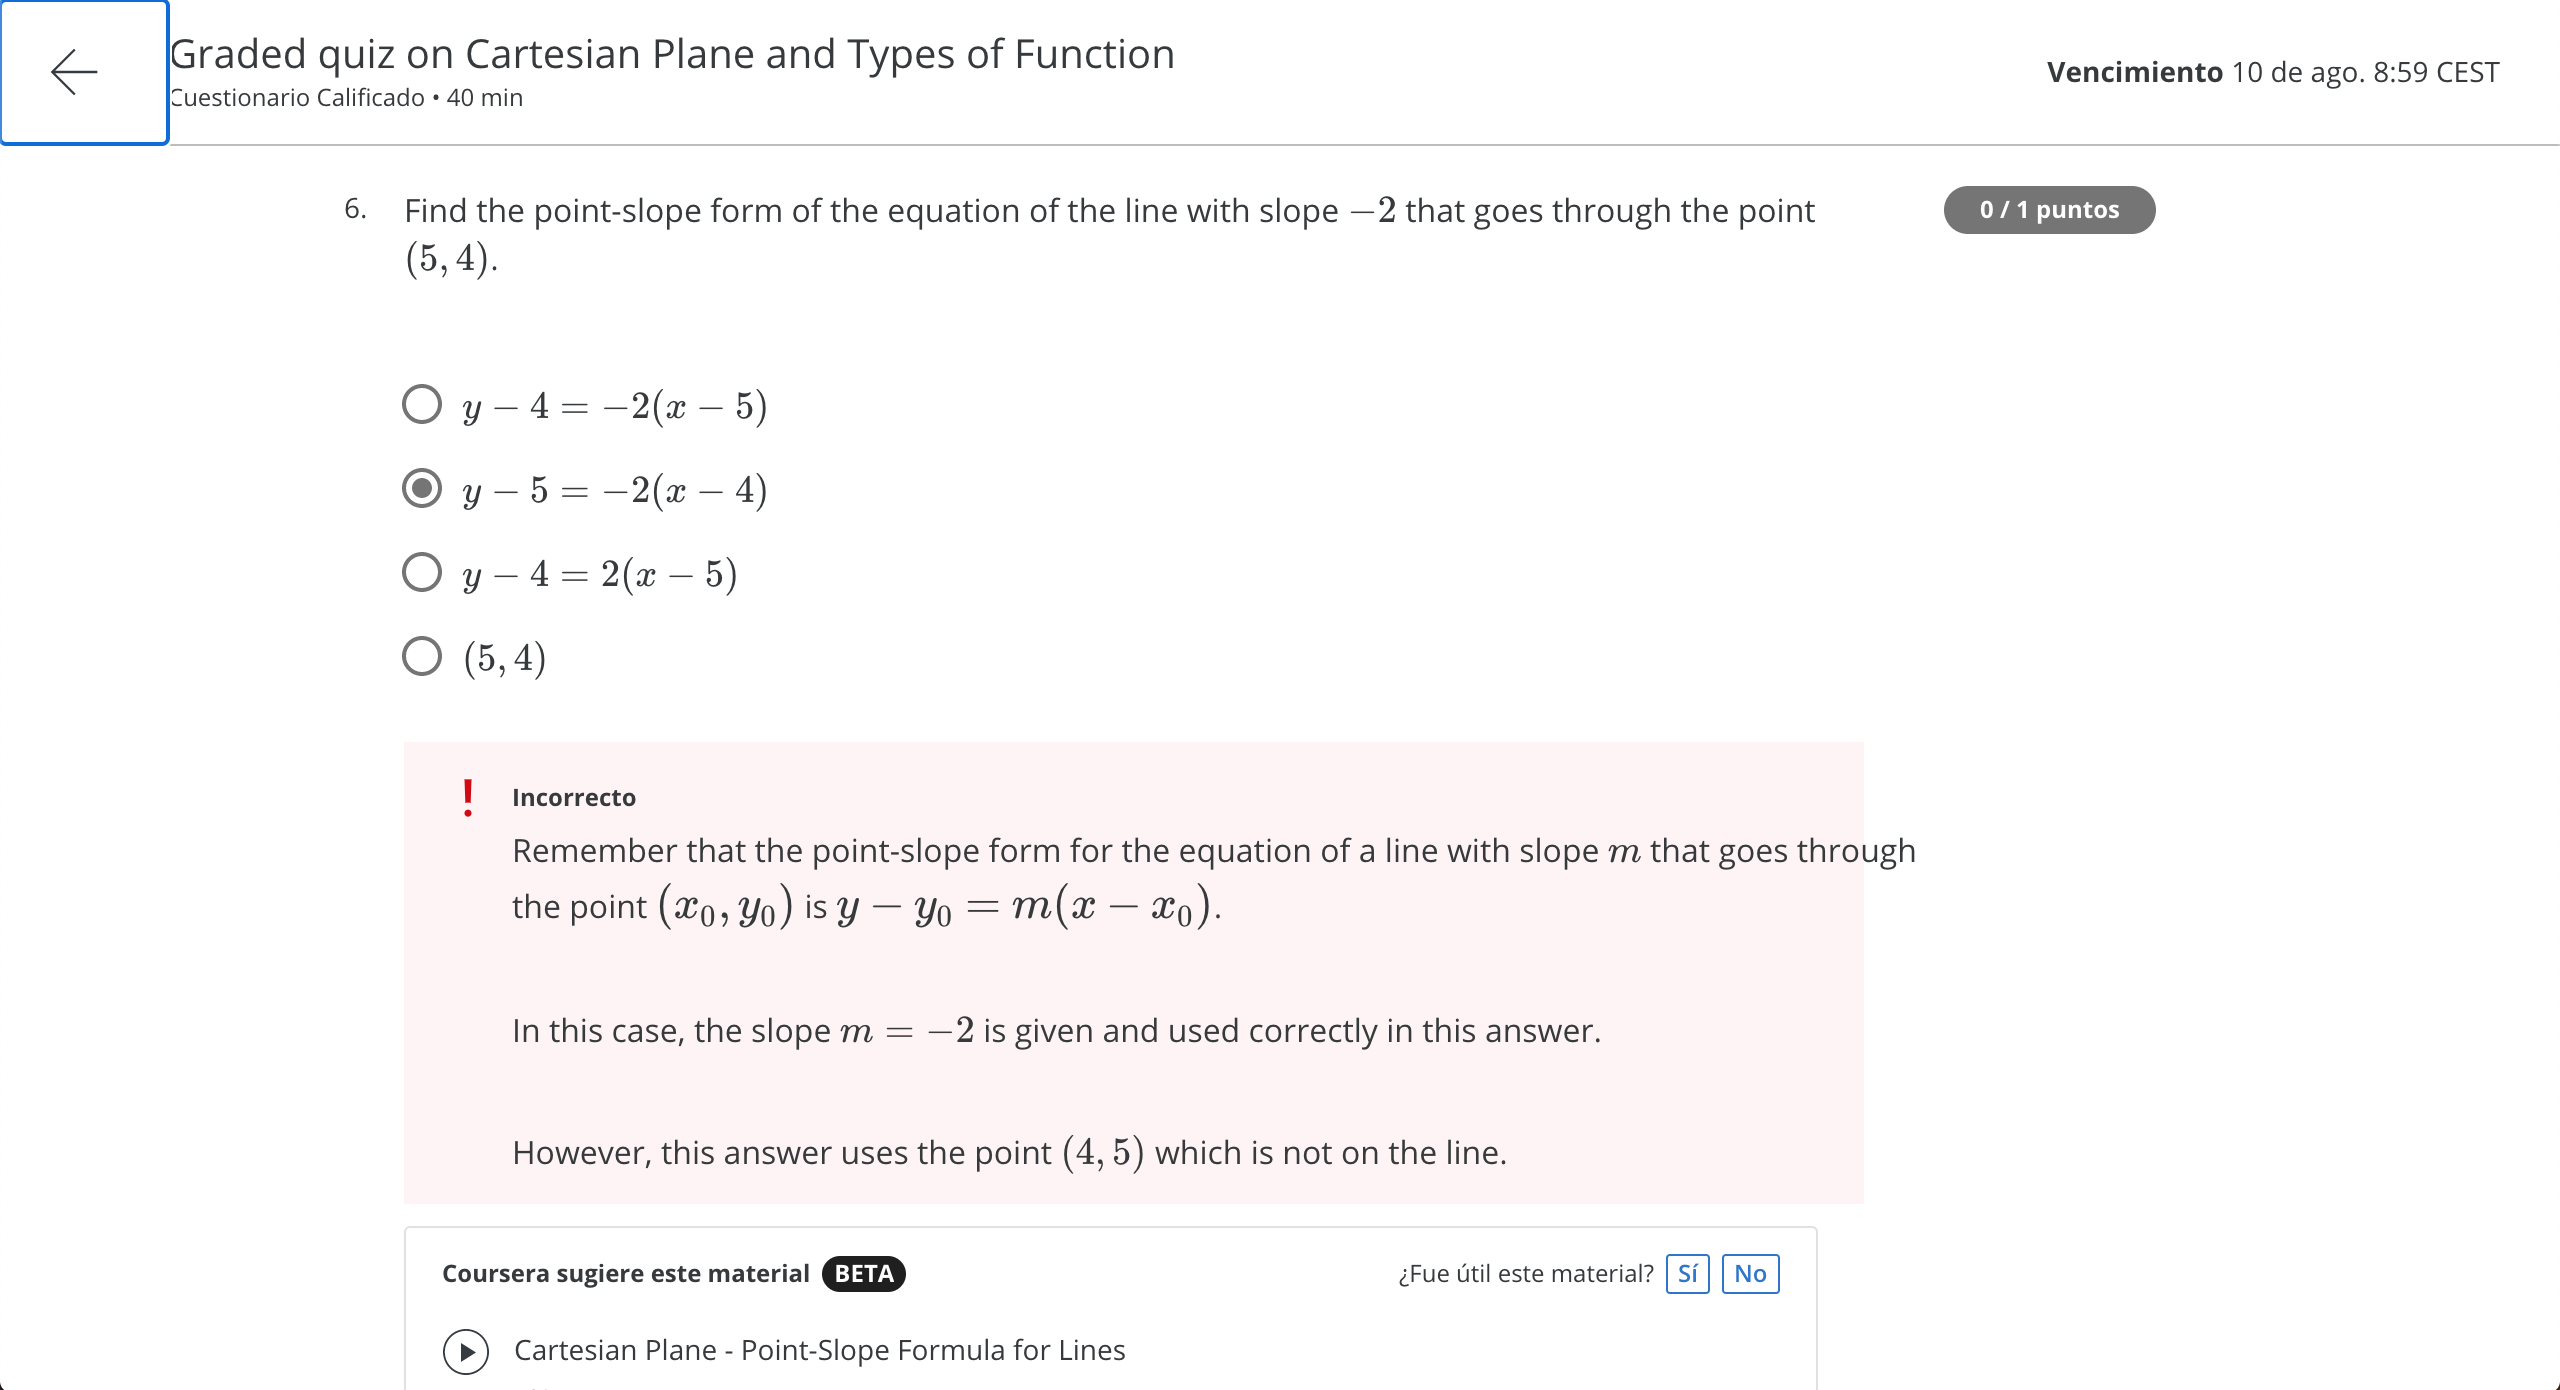 Graded quiz on Cartesian Plane and Types of Function
Cuestionario Calificado • 40 min
Vencimiento 10 de ago. 8:59 CEST
6. Find the point-slope form of the equation of the line with slope −2 that goes through the point
(5, 4).
0 / 1 puntos
y − 4 = −2(x − 5)
y − 5 = −2(x − 4)
y − 4 = 2(x − 5)
(5, 4)
! Incorrecto
Remember that the point-slope form for the equation of a line with slope m that goes through
the point (x₀, y₀) is y − y₀ = m(x − x₀).
In this case, the slope m = −2 is given and used correctly in this answer.
However, this answer uses the point (4, 5) which is not on the line.
Coursera sugiere este material BETA
¿Fue útil este material? Sí No
Cartesian Plane - Point-Slope Formula for Lines